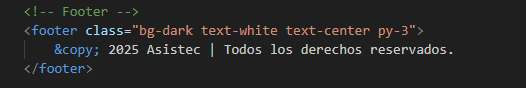 <!-- Footer -->
<footer class="bg-dark text-white text-center py-3">
    &copy; 2025 Asistec | Todos los derechos reservados.
</footer>